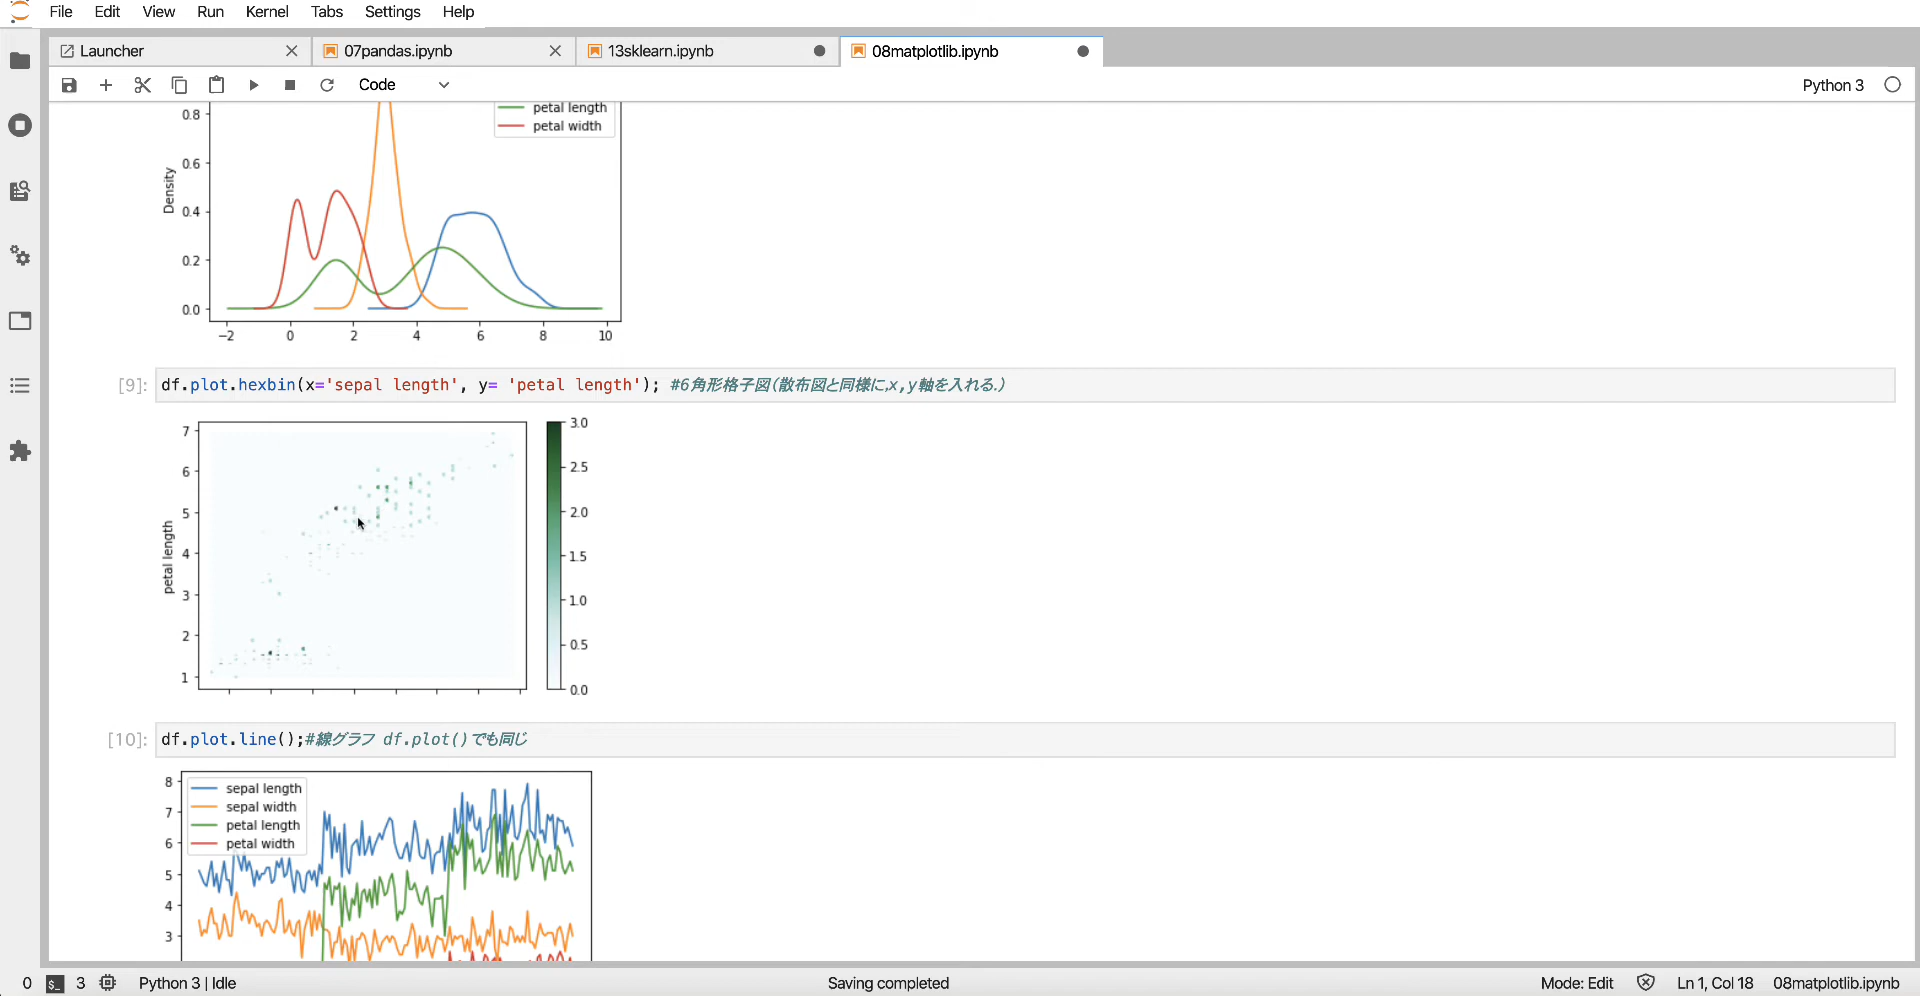 File Edit View Run Kernel Tabs Settings Help
Launcher 07pandas.ipynb 13sklearn.ipynb 08matplotlib.ipynb
Code Python 3
petal length
petal width
0.8
0.6
0.4
0.2
0.0
Density
−2 0 2 4 6 8 10
[9]: df.plot.hexbin(x='sepal length', y= 'petal length'); #6角形格子図(散布図と同様に,x,y軸を入れる.)
7
6
5
4
3
2
1
petal length
3.0
2.5
2.0
1.5
1.0
0.5
0.0
[10]: df.plot.line();#線グラフ df.plot()でも同じ
8
7
6
5
4
3
sepal length
sepal width
petal length
petal width
0 $_ 3 Python 3 | Idle Saving completed Mode: Edit Ln 1, Col 18 08matplotlib.ipynb